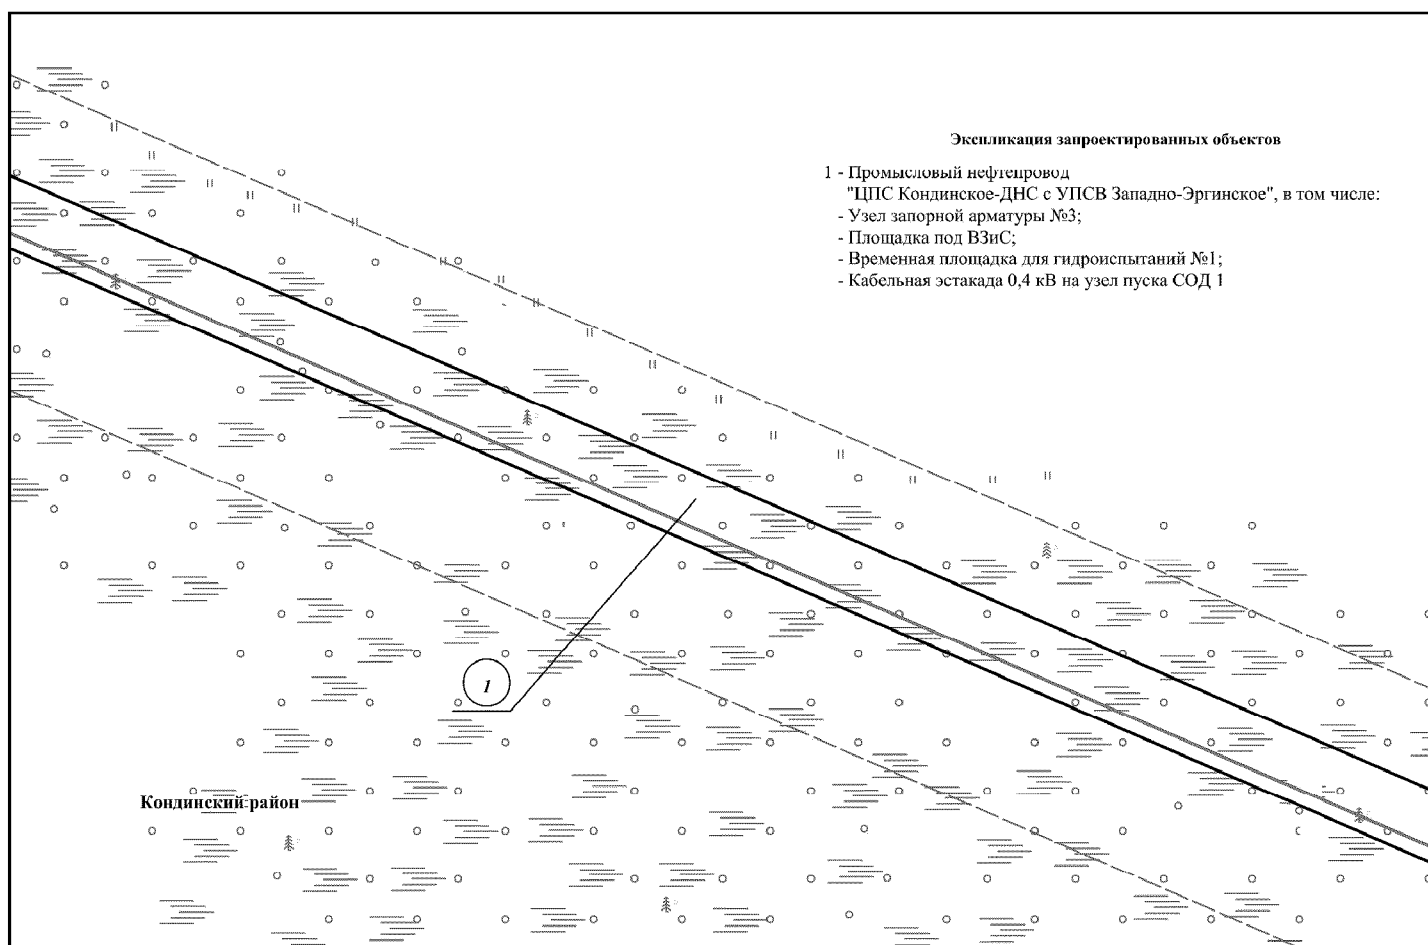 Экспликация запроектированных объектов
1 - Промысловый нефтепровод
"ЦПС Кондинское-ДНС с УПСВ Западно-Эргинское", в том числе:
- Узел запорной арматуры №3;
- Площадка под ВЗиС;
- Временная площадка для гидроиспытаний №1;
- Кабельная эстакада 0,4 кВ на узел пуска СОД 1
1
Кондинский район